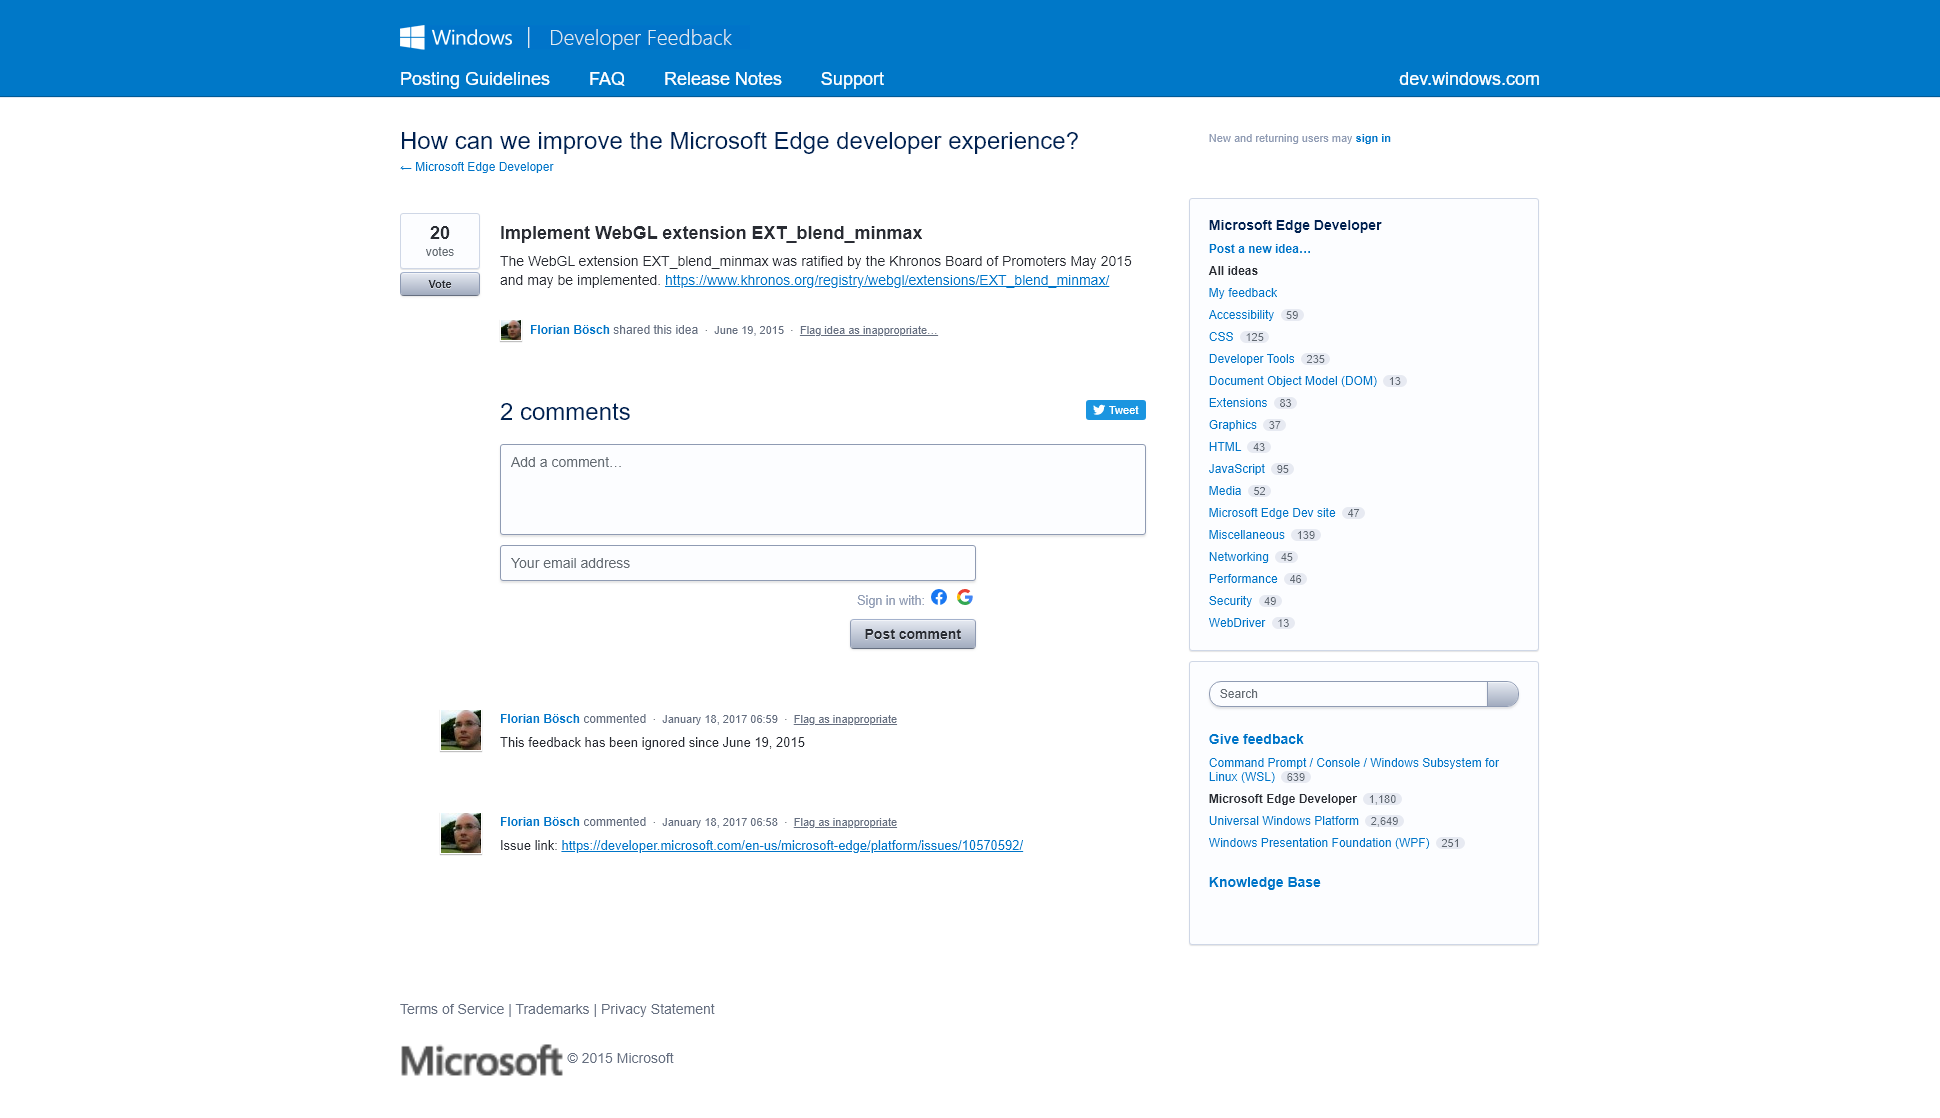 Windows | Developer Feedback
Posting Guidelines FAQ Release Notes Support dev.windows.com
How can we improve the Microsoft Edge developer experience?
← Microsoft Edge Developer
New and returning users may sign in
20
votes
Vote
Implement WebGL extension EXT_blend_minmax
The WebGL extension EXT_blend_minmax was ratified by the Khronos Board of Promoters May 2015
and may be implemented. https://www.khronos.org/registry/webgl/extensions/EXT_blend_minmax/
Florian Bösch shared this idea · June 19, 2015 · Flag idea as inappropriate…
2 comments
Tweet
Add a comment…
Your email address
Sign in with:
Post comment
Florian Bösch commented · January 18, 2017 06:59 · Flag as inappropriate
This feedback has been ignored since June 19, 2015
Florian Bösch commented · January 18, 2017 06:58 · Flag as inappropriate
Issue link: https://developer.microsoft.com/en-us/microsoft-edge/platform/issues/10570592/
Microsoft Edge Developer
Post a new idea…
All ideas
My feedback
Accessibility 59
CSS 125
Developer Tools 235
Document Object Model (DOM) 13
Extensions 83
Graphics 37
HTML 43
JavaScript 95
Media 52
Microsoft Edge Dev site 47
Miscellaneous 139
Networking 45
Performance 46
Security 49
WebDriver 13
Search
Give feedback
Command Prompt / Console / Windows Subsystem for
Linux (WSL) 639
Microsoft Edge Developer 1,180
Universal Windows Platform 2,649
Windows Presentation Foundation (WPF) 251
Knowledge Base
Terms of Service | Trademarks | Privacy Statement
Microsoft © 2015 Microsoft